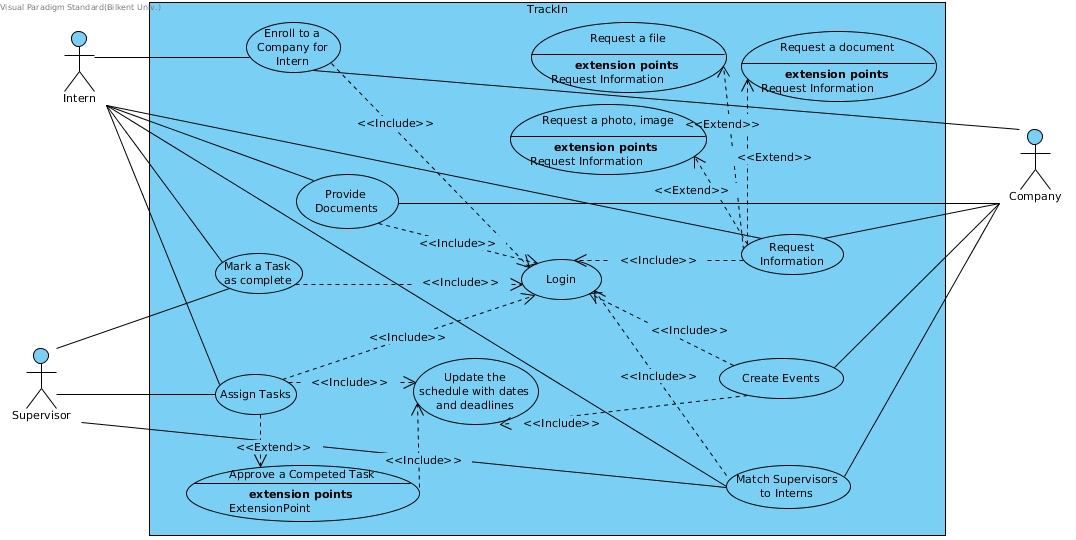 Visual Paradigm Standard(Bilkent Univ.)
TrackIn
Enroll to a
Company for
Intern
Request a file
extension points
Request Information
Request a document
extension points
Request Information
Intern
<<Include>>
Request a photo, image
extension points
Request Information
<<Extend>>
<<Extend>>
<<Extend>>
Company
Provide
Documents
<<Include>>
Request
Information
<<Include>>
Mark a Task
as complete
<<Include>>
Login
<<Include>>
<<Include>>
Supervisor
Assign Tasks
<<Include>>
Update the
schedule with dates
and deadlines
<<Include>>
Create Events
<<Include>>
<<Extend>>
<<Include>>
Approve a Competed Task
extension points
ExtensionPoint
Match Supervisors
to Interns